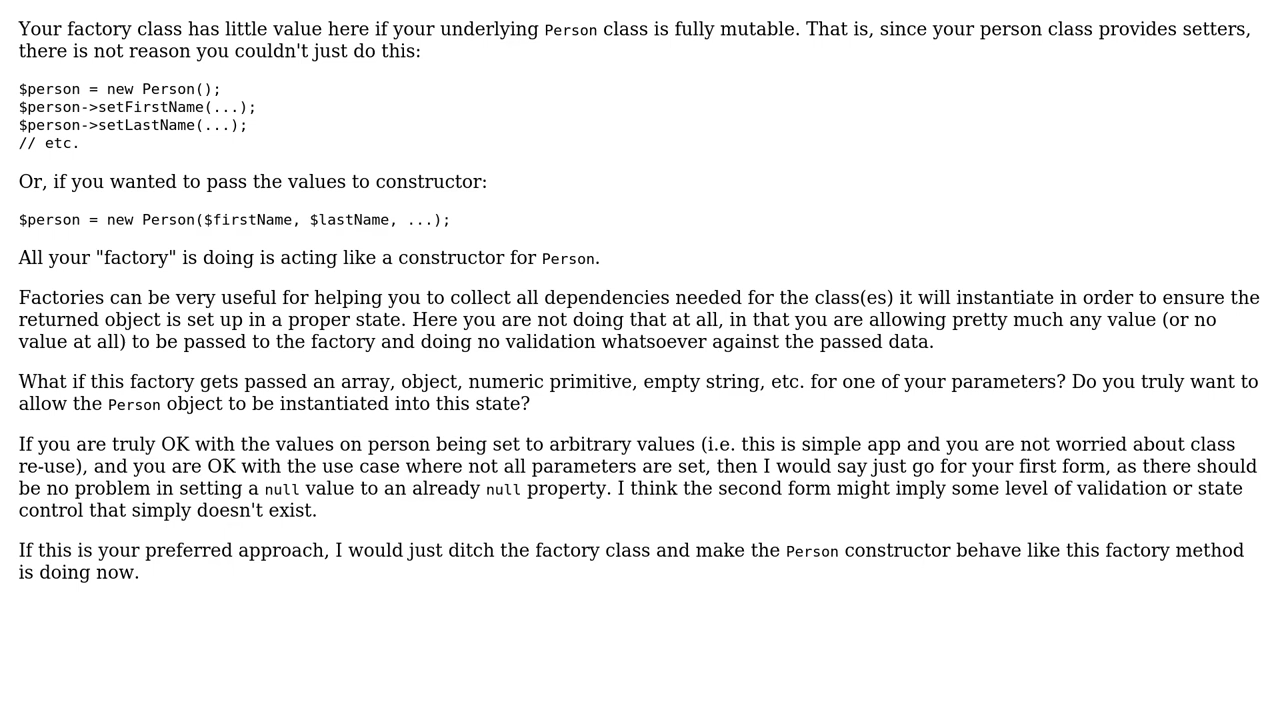 Your factory class has little value here if your underlying Person class is fully mutable. That is, since your person class provides setters,
there is not reason you couldn't just do this:
$person = new Person();
$person->setFirstName(...);
$person->setLastName(...);
// etc.
Or, if you wanted to pass the values to constructor:
$person = new Person($firstName, $lastName, ...);
All your "factory" is doing is acting like a constructor for Person.
Factories can be very useful for helping you to collect all dependencies needed for the class(es) it will instantiate in order to ensure the
returned object is set up in a proper state. Here you are not doing that at all, in that you are allowing pretty much any value (or no
value at all) to be passed to the factory and doing no validation whatsoever against the passed data.
What if this factory gets passed an array, object, numeric primitive, empty string, etc. for one of your parameters? Do you truly want to
allow the Person object to be instantiated into this state?
If you are truly OK with the values on person being set to arbitrary values (i.e. this is simple app and you are not worried about class
re-use), and you are OK with the use case where not all parameters are set, then I would say just go for your first form, as there should
be no problem in setting a null value to an already null property. I think the second form might imply some level of validation or state
control that simply doesn't exist.
If this is your preferred approach, I would just ditch the factory class and make the Person constructor behave like this factory method
is doing now.